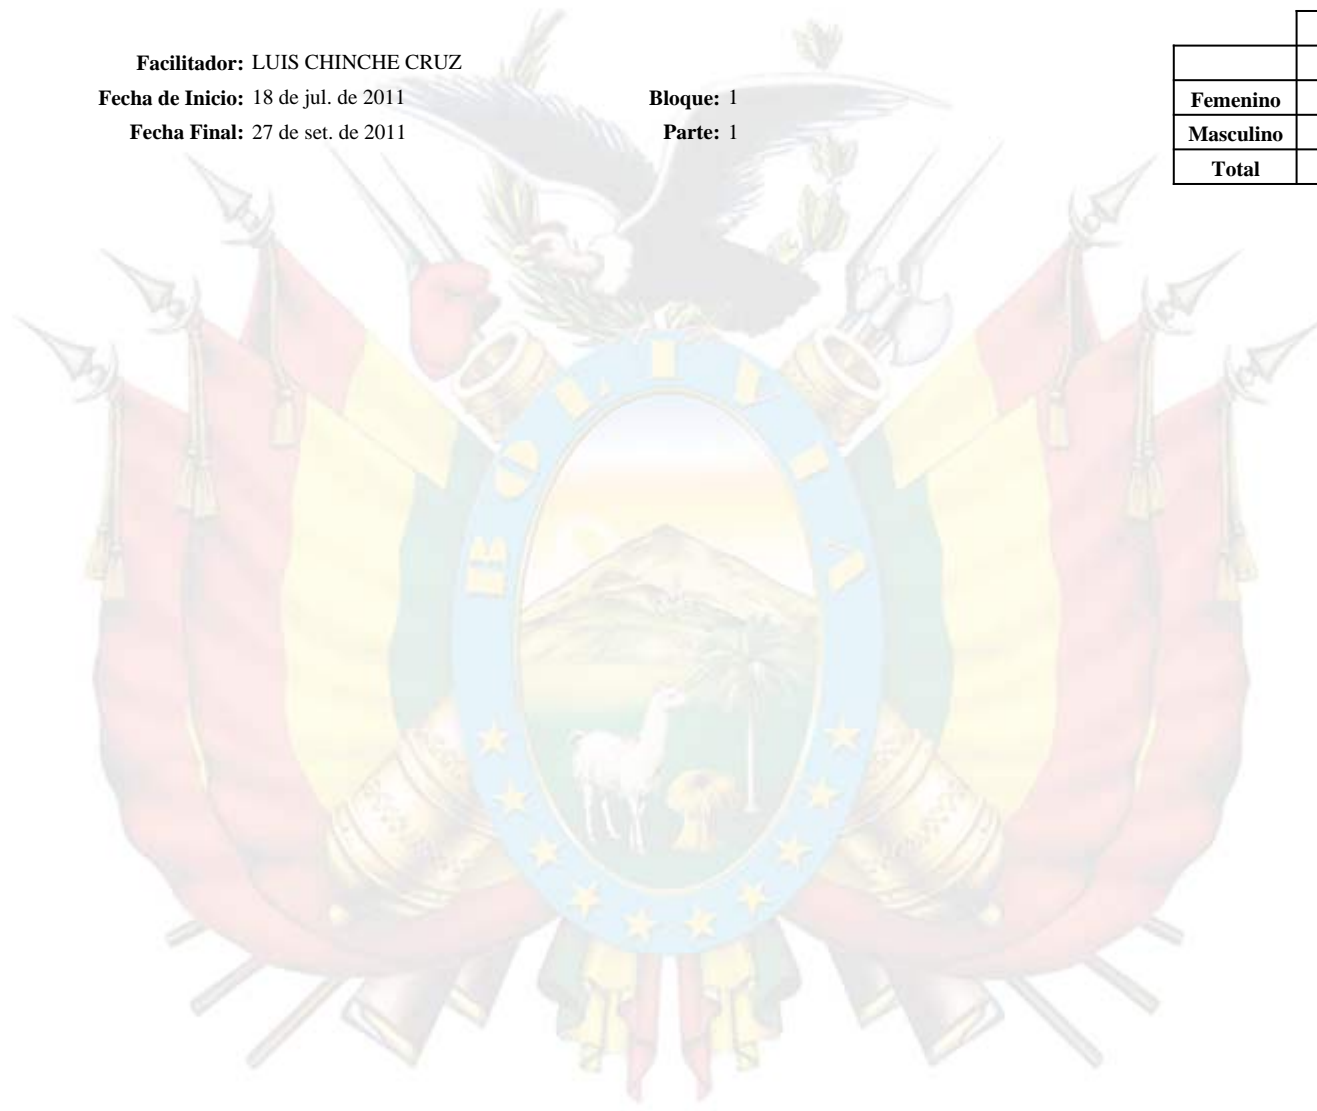 Facilitador: LUIS CHINCHE CRUZ
Fecha de Inicio: 18 de jul. de 2011
Bloque: 1
Fecha Final: 27 de set. de 2011
Parte: 1
Femenino
Masculino
Total
BOLIVIA